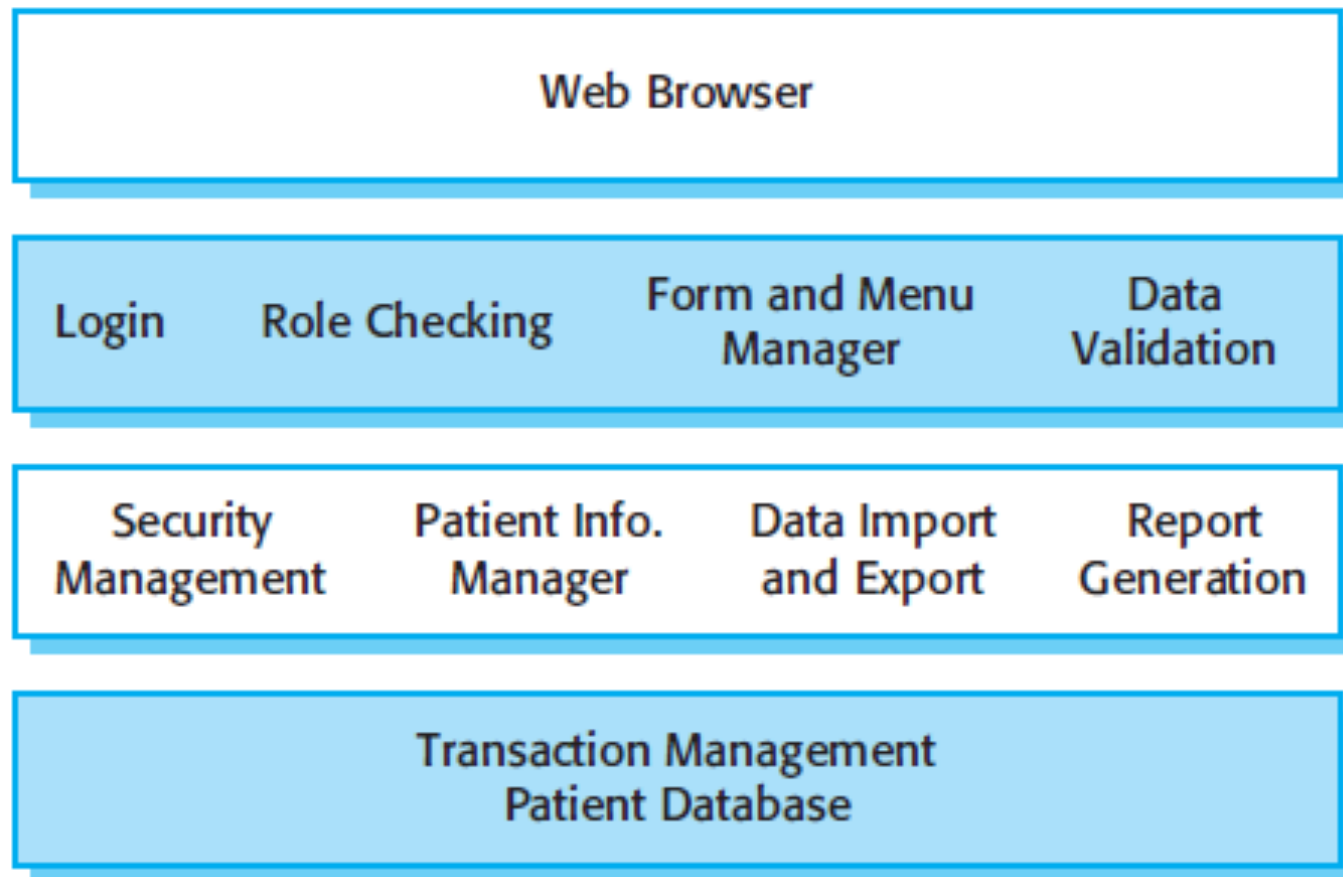 Web Browser
Login
Role Checking
Form and Menu
Manager
Data
Validation
Security
Management
Patient Info.
Manager
Data Import
and Export
Report
Generation
Transaction Management
Patient Database